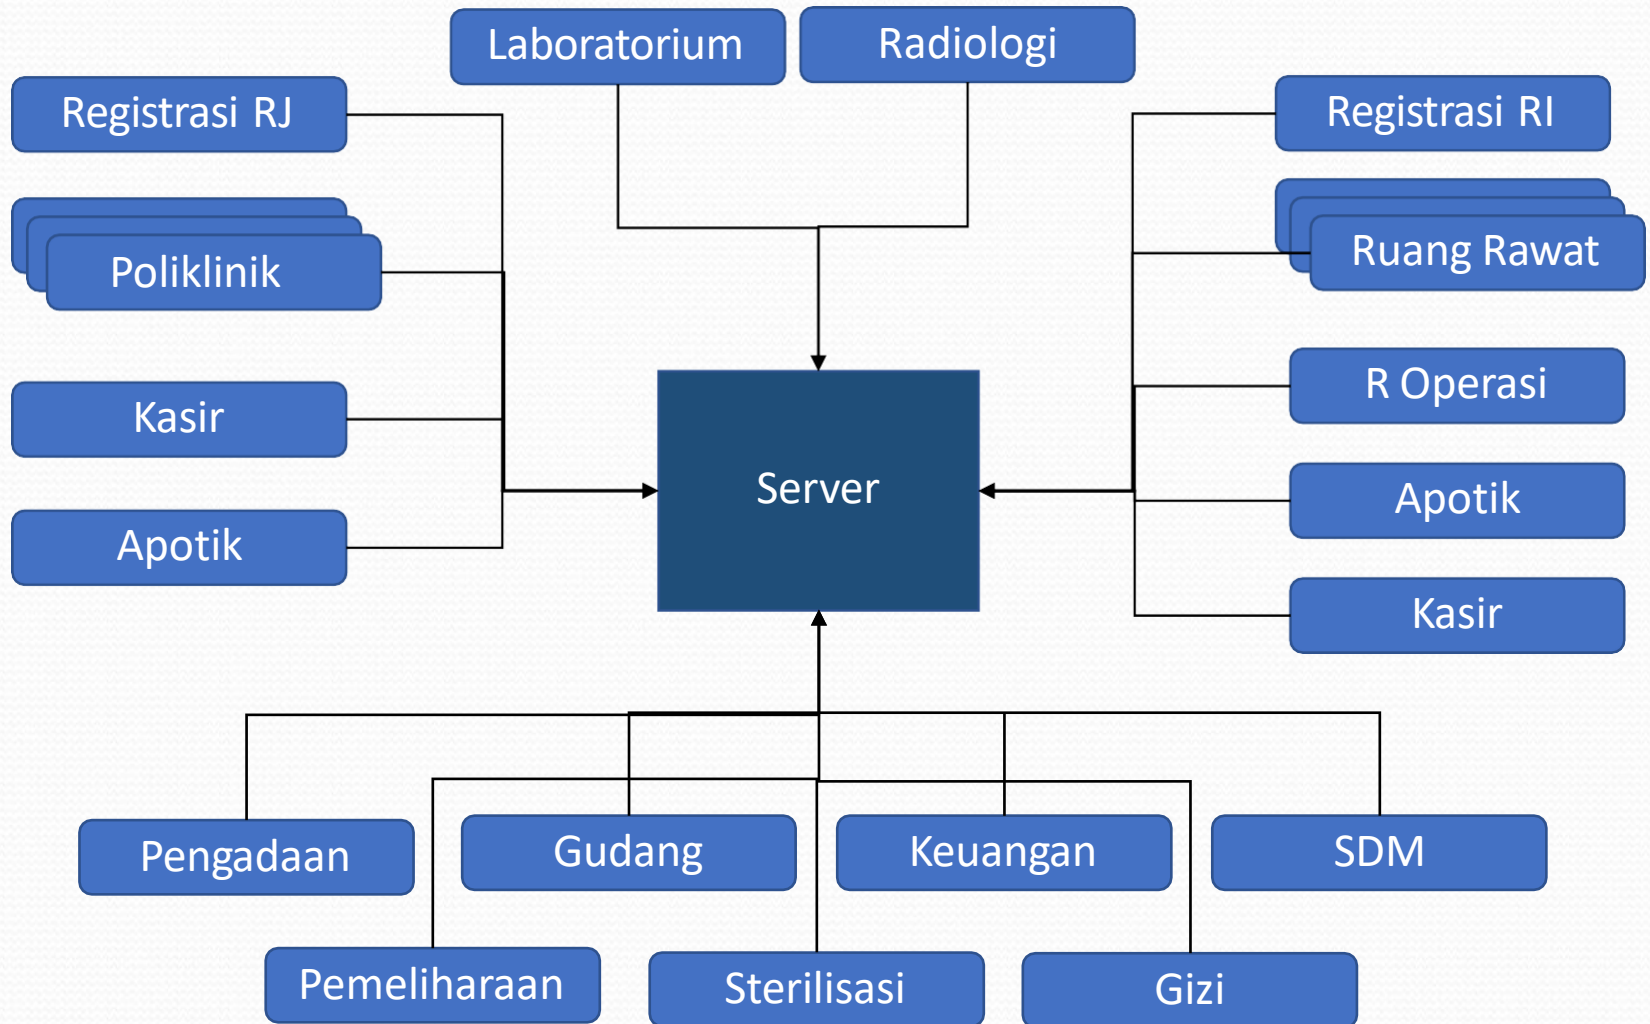 Laboratorium
Radiologi
Registrasi RJ
Registrasi RI
Poliklinik
Ruang Rawat
Kasir
R Operasi
Server
Apotik
Apotik
Kasir
Pengadaan
Gudang
Keuangan
SDM
Pemeliharaan
Sterilisasi
Gizi